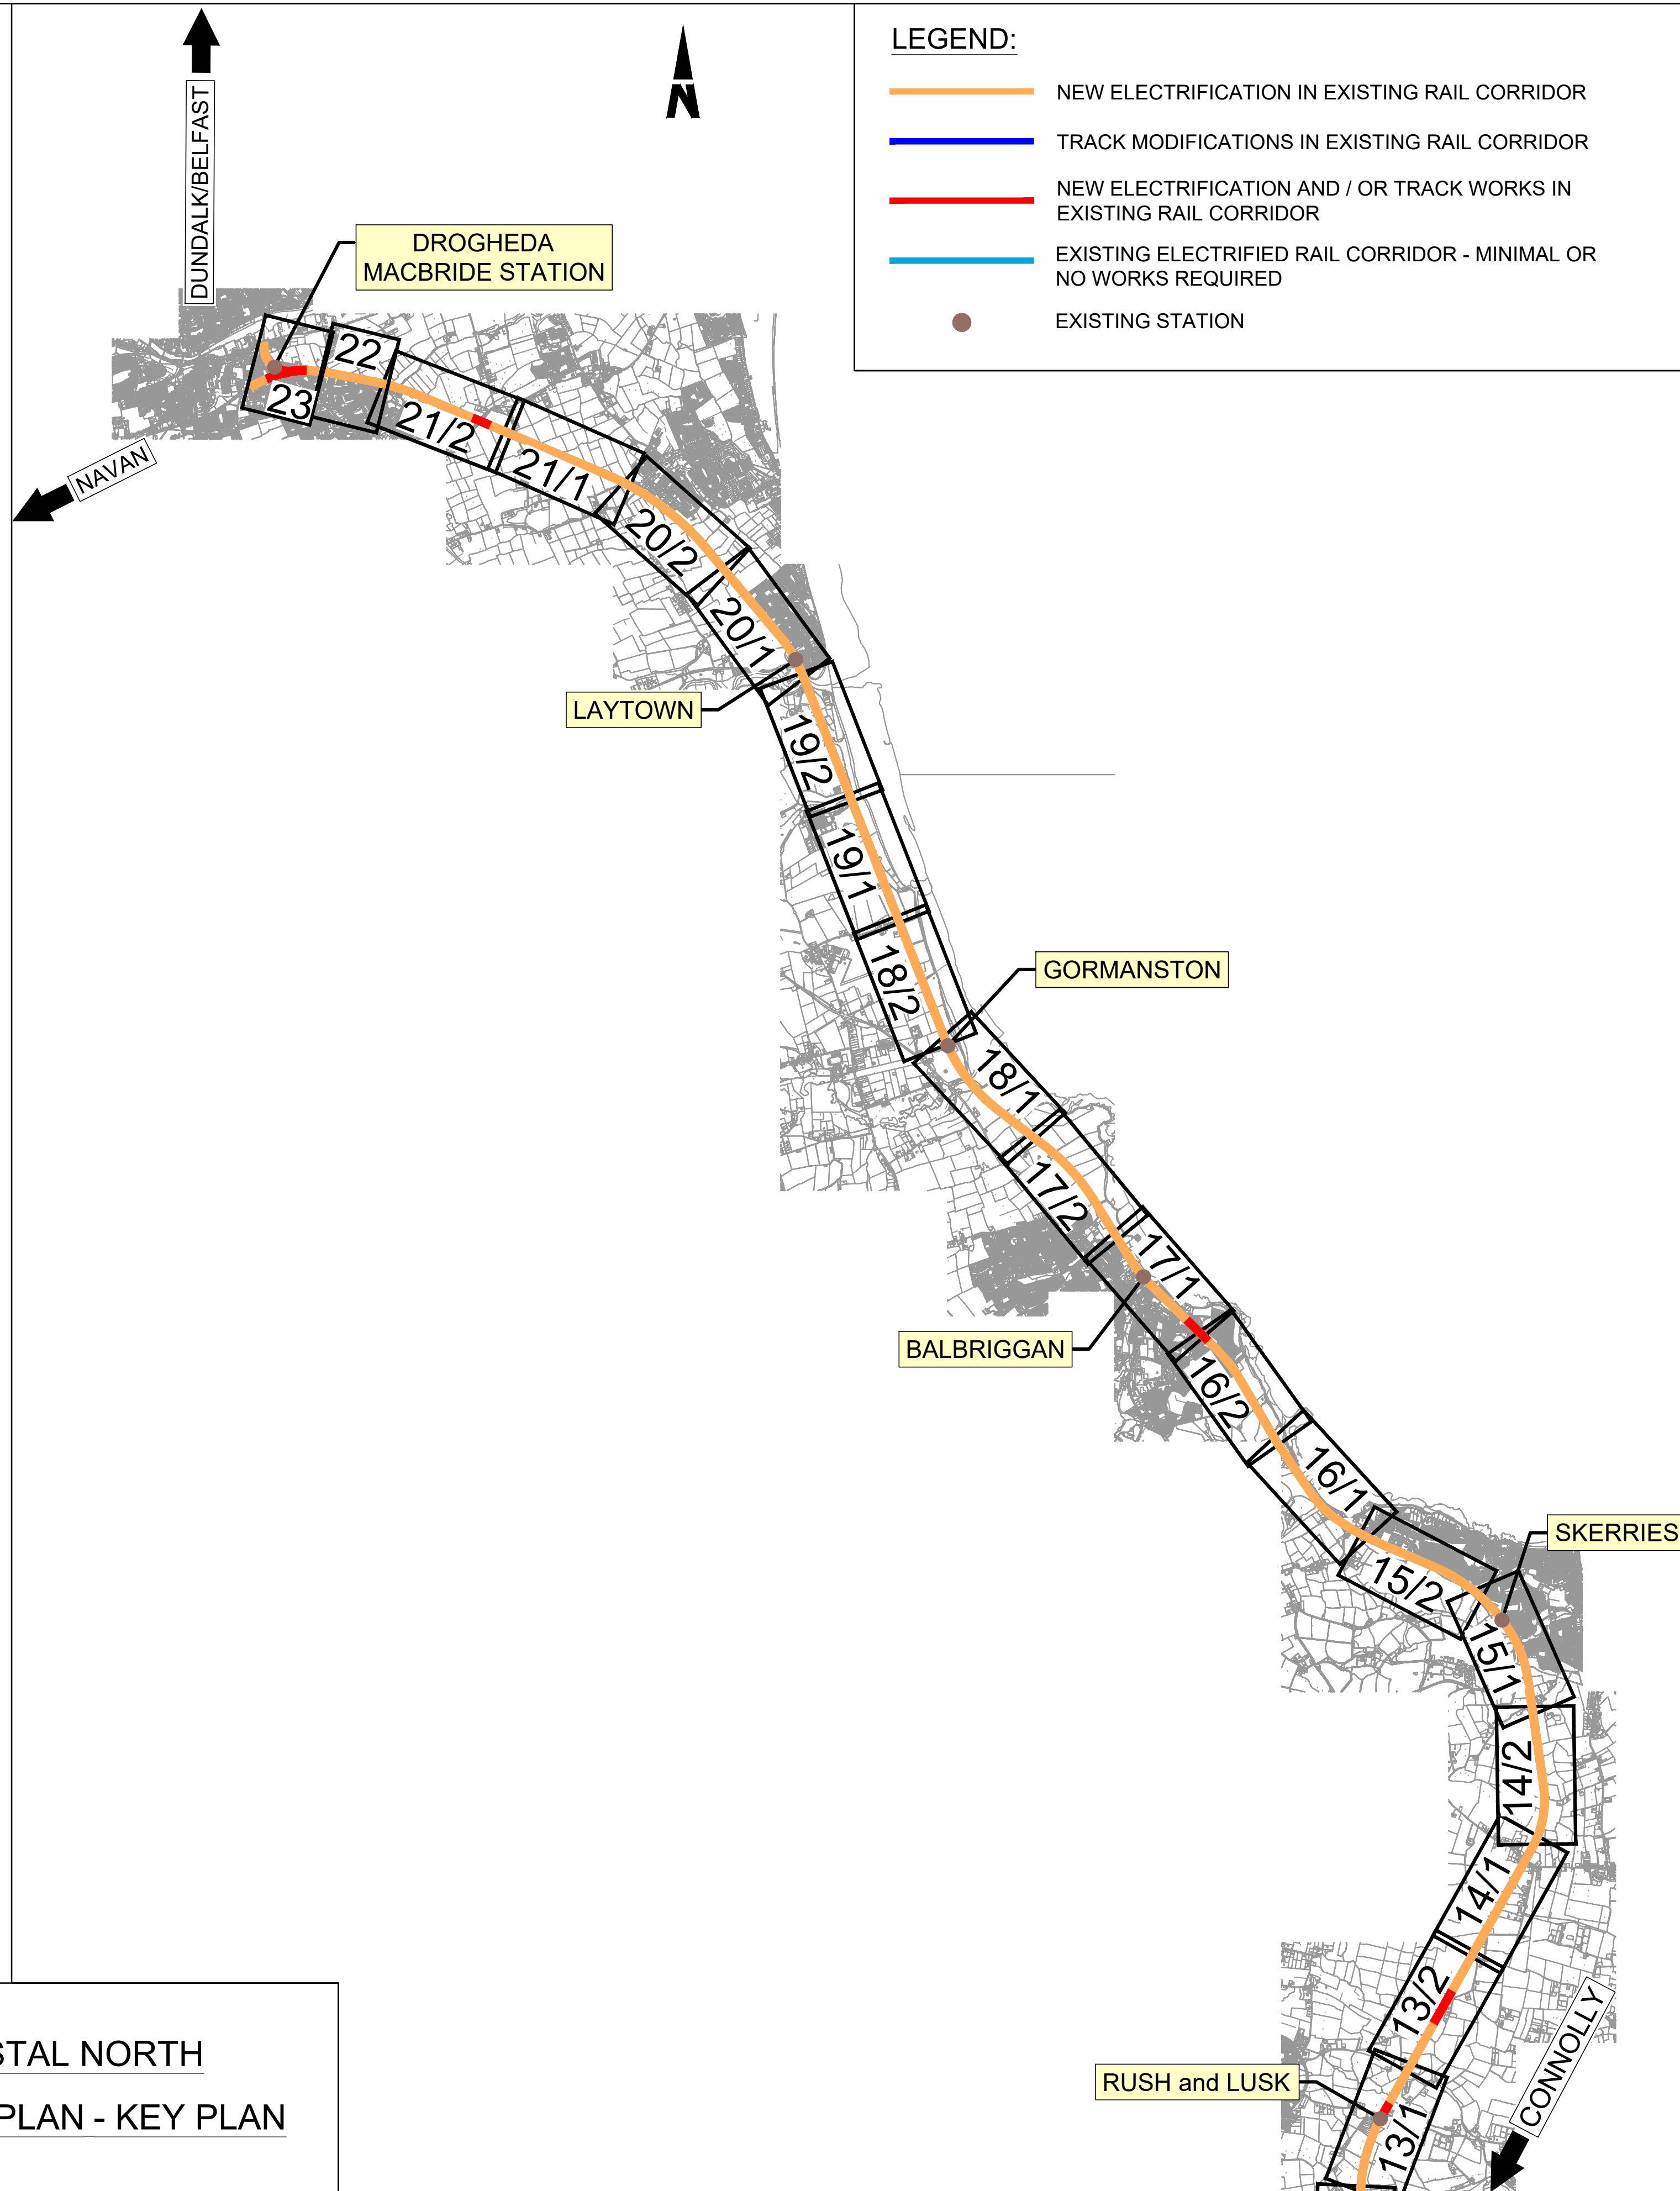 DUNDALK/BELFAST
N
LEGEND:
NEW ELECTRIFICATION IN EXISTING RAIL CORRIDOR
TRACK MODIFICATIONS IN EXISTING RAIL CORRIDOR
NEW ELECTRIFICATION AND / OR TRACK WORKS IN
EXISTING RAIL CORRIDOR
EXISTING ELECTRIFIED RAIL CORRIDOR - MINIMAL OR
NO WORKS REQUIRED
EXISTING STATION
DROGHEDA
MACBRIDE STATION
22
23
21/2
NAVAN
21/1
20/2
20/1
LAYTOWN
19/2
19/1
18/2
GORMANSTON
18/1
17/2
17/1
BALBRIGGAN
16/2
16/1
SKERRIES
15/2
15/1
14/2
14/1
13/2
CONNOLLY
RUSH and LUSK
13/1
STAL NORTH
PLAN - KEY PLAN